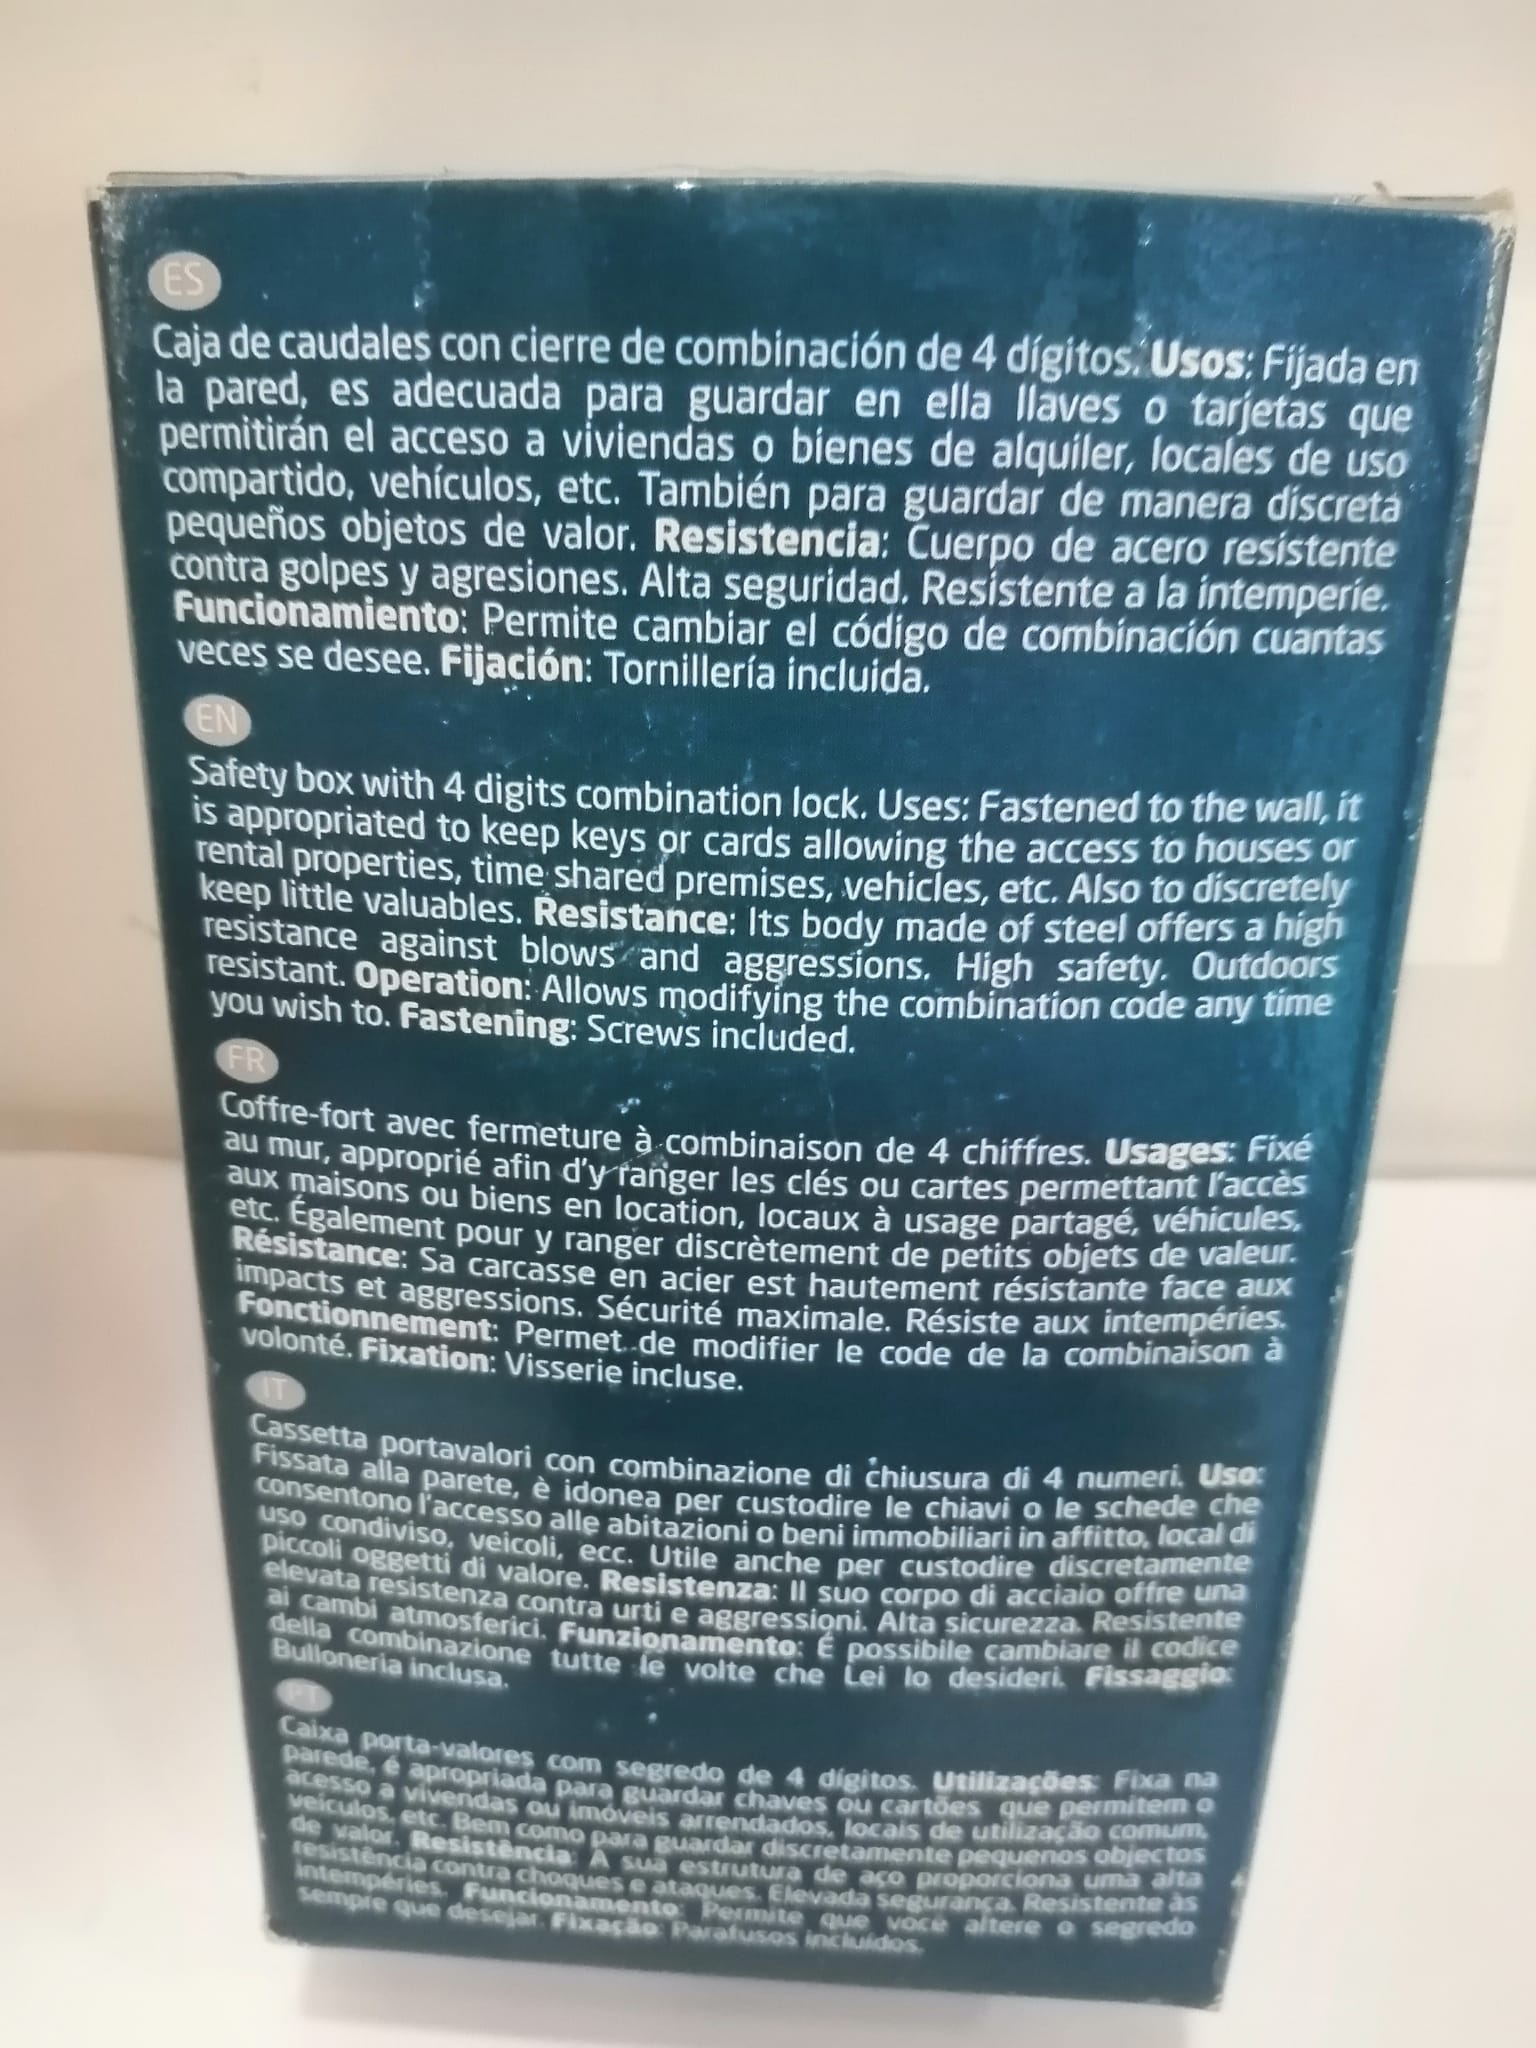 ES
Caja de caudales con cierre de combinación de 4 dígitos. Usos: Fijada en
la pared, es adecuada para guardar en ella llaves o tarjetas que
permitirán el acceso a viviendas o bienes de alquiler, locales de uso
compartido, vehículos, etc. También para guardar de manera discreta
pequeños objetos de valor. Resistencia: Cuerpo de acero resistente
contra golpes y agresiones. Alta seguridad. Resistente a la intemperie.
Funcionamiento: Permite cambiar el código de combinación cuantas
veces se desee. Fijación: Tornillería incluida.
EN
Safety box with 4 digits combination lock. Uses: Fastened to the wall, it
is appropriated to keep keys or cards allowing the access to houses or
rental properties, time shared premises, vehicles, etc. Also to discretely
keep little valuables. Resistance: Its body made of steel offers a high
resistance against blows and aggressions. High safety. Outdoors
resistant. Operation: Allows modifying the combination code any time
you wish to. Fastening: Screws included.
FR
Coffre-fort avec fermeture à combinaison de 4 chiffres. Usages: Fixé
au mur, approprié afin d'y ranger les clés ou cartes permettant l'accès
aux maisons ou biens en location, locaux à usage partagé, véhicules,
etc. Également pour y ranger discrètement de petits objets de valeur.
Résistance: Sa carcasse en acier est hautement résistante face aux
impacts et aggressions. Sécurité maximale. Résiste aux intempéries.
Fonctionnement: Permet de modifier le code de la combinaison à
volonté. Fixation: Visserie incluse.
IT
Cassetta portavalori con combinazione di chiusura di 4 numeri. Uso:
Fissata alla parete, è idonea per custodire le chiavi o le schede che
consentono l'accesso alle abitazioni o beni immobiliari in affitto, local di
uso condiviso, veicoli, ecc. Utile anche per custodire discretamente
piccoli oggetti di valore. Resistenza: Il suo corpo di acciaio offre una
elevata resistenza contra urti e aggressioni. Alta sicurezza. Resistente
ai cambi atmosferici. Funzionamento: É possibile cambiare il codice
della combinazione tutte le volte che Lei lo desideri. Fissaggio:
Bulloneria inclusa.
PT
Caixa porta-valores com segredo de 4 dígitos. Utilizações: Fixa na
parede, é apropriada para guardar chaves ou cartões que permitem o
acesso a vivendas ou imóveis arrendados, locais de utilização comum,
veículos, etc. Bem como para guardar discretamente pequenos objectos
de valor. Resistência: A sua estrutura de aço proporciona uma alta
resistência contra choques e ataques. Elevada segurança. Resistente às
intempéries. Funcionamento: Permite que você altere o segredo
sempre que desejar. Fixação: Parafusos incluídos.